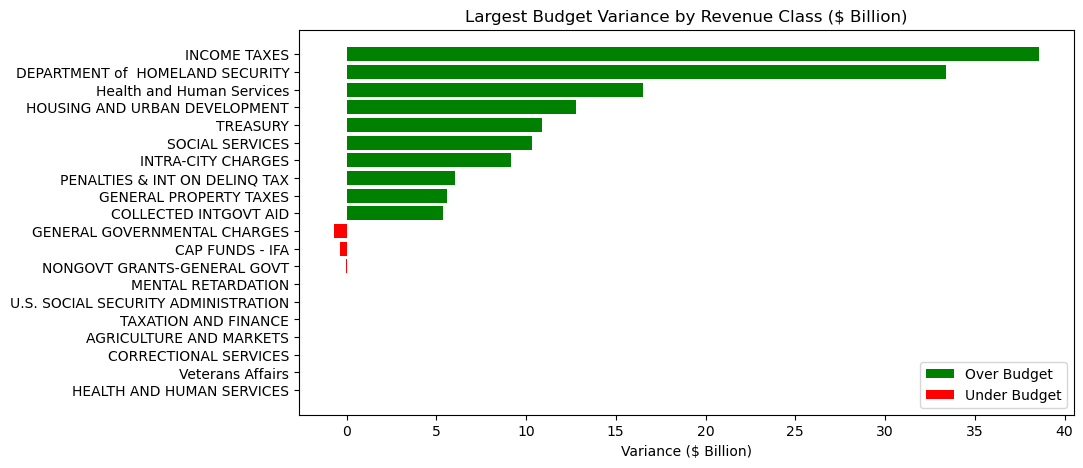 Largest Budget Variance by Revenue Class ($ Billion)
INCOME TAXES
DEPARTMENT of  HOMELAND SECURITY
Health and Human Services
HOUSING AND URBAN DEVELOPMENT
TREASURY
SOCIAL SERVICES
INTRA-CITY CHARGES
PENALTIES & INT ON DELINQ TAX
GENERAL PROPERTY TAXES
COLLECTED INTGOVT AID
GENERAL GOVERNMENTAL CHARGES
CAP FUNDS - IFA
NONGOVT GRANTS-GENERAL GOVT
MENTAL RETARDATION
U.S. SOCIAL SECURITY ADMINISTRATION
TAXATION AND FINANCE
AGRICULTURE AND MARKETS
CORRECTIONAL SERVICES
Veterans Affairs
HEALTH AND HUMAN SERVICES
Over Budget
Under Budget
0 5 10 15 20 25 30 35 40
Variance ($ Billion)